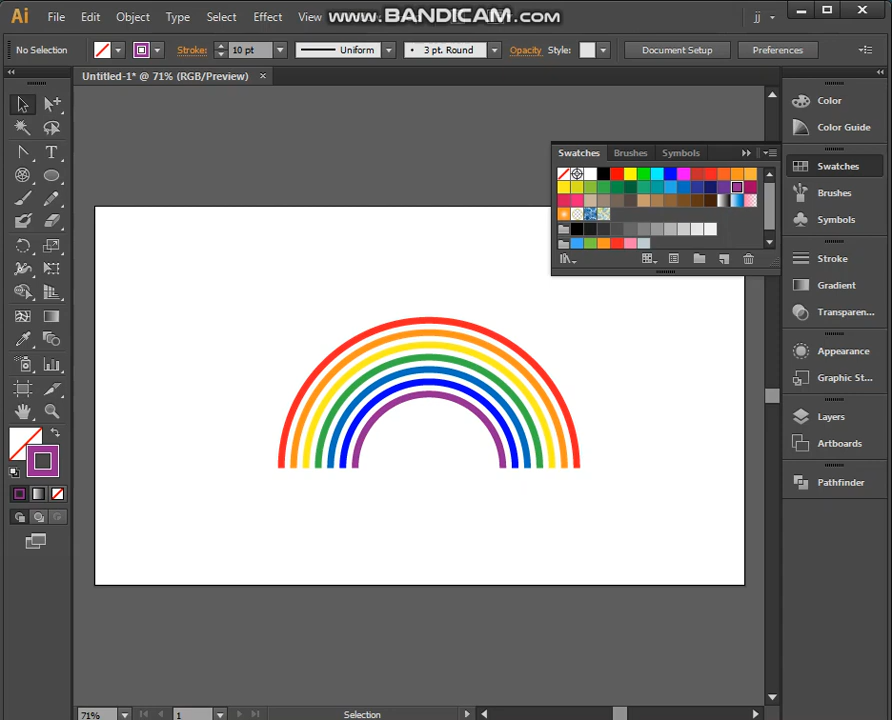 Ai File Edit Object Type Select Effect View www.BANDICAM.com jj
No Selection Stroke: 10 pt Uniform 3 pt. Round Opacity Style: Document Setup Preferences
Untitled-1* @ 71% (RGB/Preview)
Swatches Brushes Symbols
Color
Color Guide
Swatches
Brushes
Symbols
Stroke
Gradient
Transparen...
Appearance
Graphic St...
Layers
Artboards
Pathfinder
71% 1 Selection